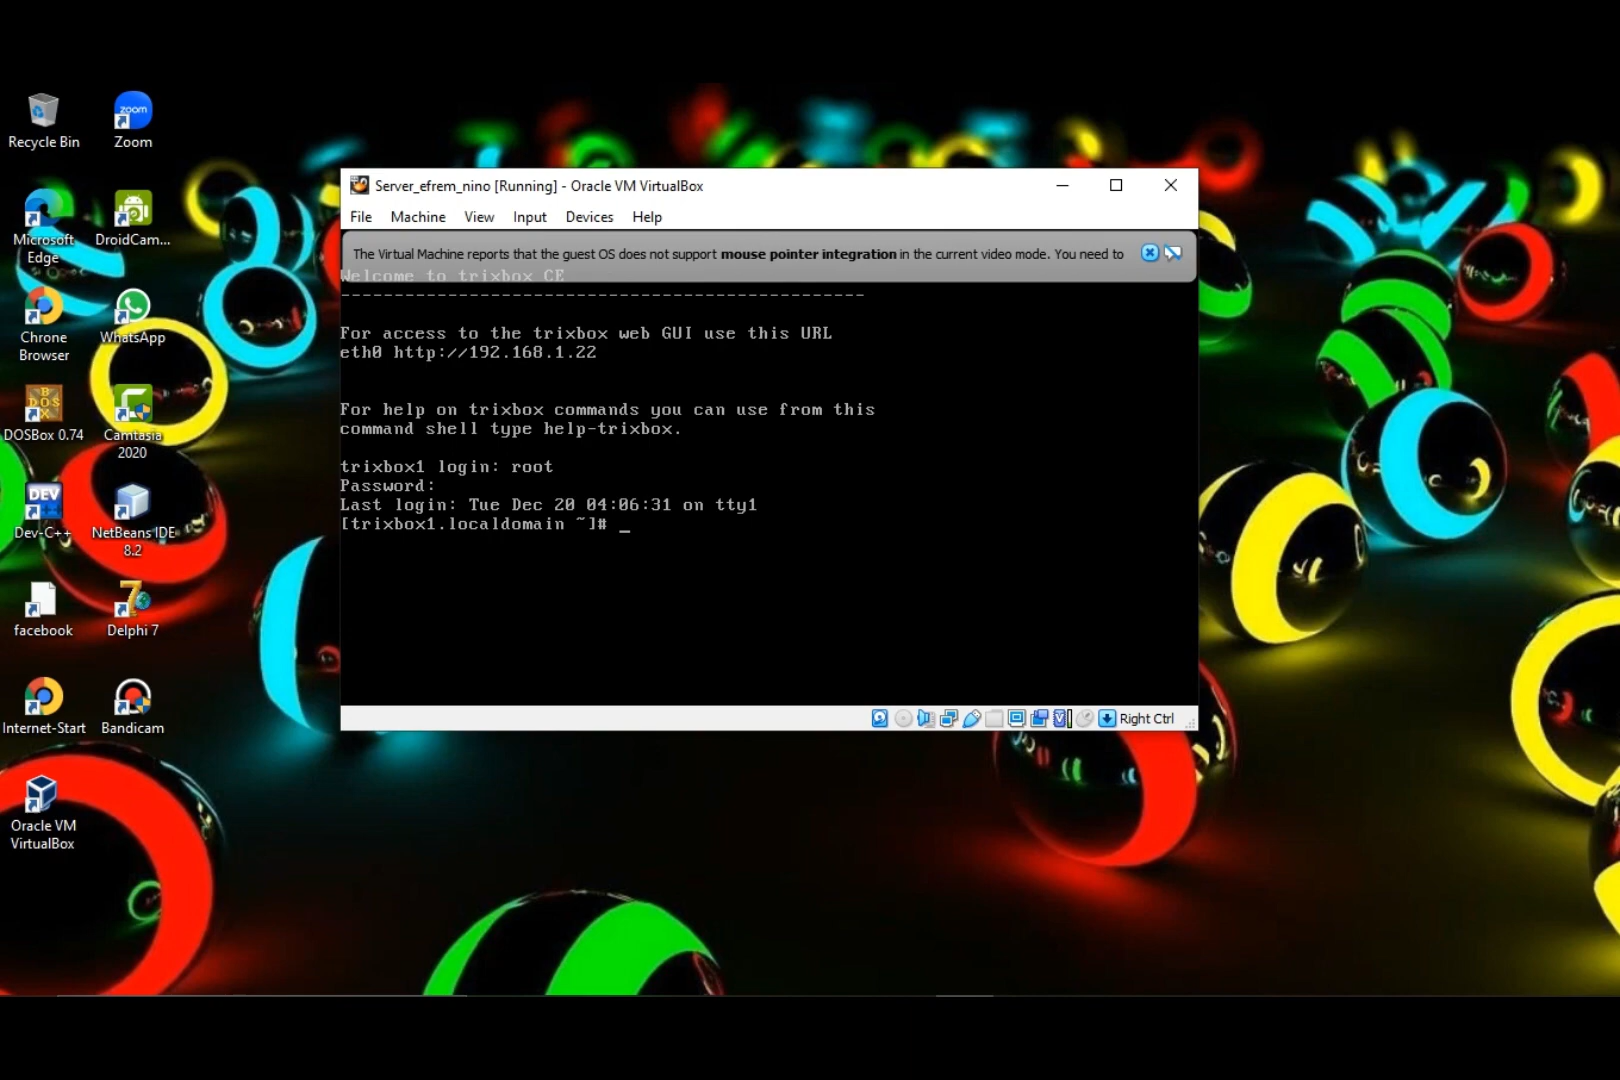 Recycle Bin
zoom
Zoom
Microsoft
Edge
DroidCam...
Chrone
Browser
WhatsApp
B
DOS
X
DOSBox 0.74
Camtasia
2020
DEV
Dev-C++
NetBeans IDE
8.2
facebook
7
Delphi 7
Internet-Start
Bandicam
Oracle VM
VirtualBox
Server_efrem_nino [Running] - Oracle VM VirtualBox
File Machine View Input Devices Help
The Virtual Machine reports that the guest OS does not support mouse pointer integration in the current video mode. You need to
Welcome to trixbox CE
-------------------------------------------------
For access to the trixbox web GUI use this URL
eth0 http://192.168.1.22
For help on trixbox commands you can use from this
command shell type help-trixbox.
trixbox1 login: root
Password:
Last login: Tue Dec 20 04:06:31 on tty1
[trixbox1.localdomain ~]# _
Right Ctrl